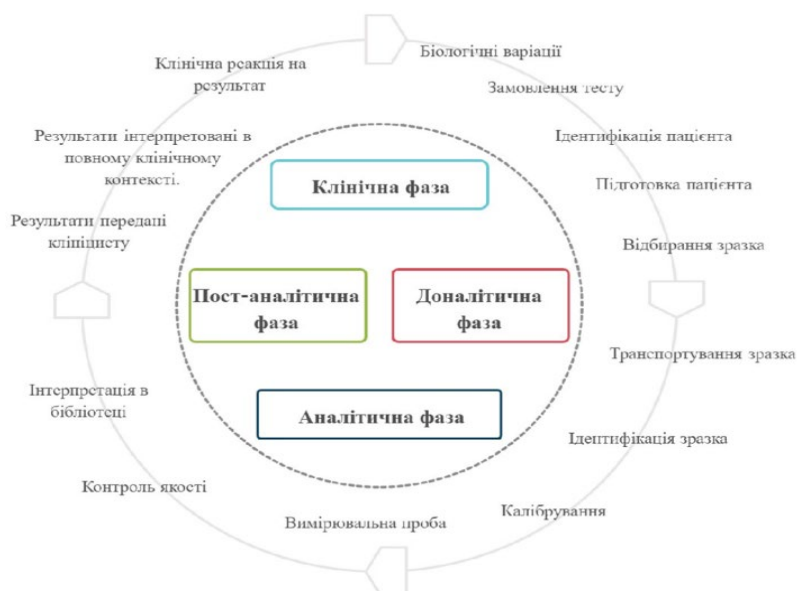 Клінічна реакція на
результат
Результати інтерпретовані в
повному клінічному
контексті.
Результати передані
кліпіцисту
Інтерпретація в
бібліотеці
Контроль якості
Вимірювальна проба
Калібрування
Ідентифікація зразка
Транспортування зразка
Відбирання зразка
Підготовка пацієнта
Ідентифікація пацієнта
Замовлення тесту
Біологічні варіації
Клінічна фаза
Пост-аналітична
фаза
Доналітична
фаза
Аналітична фаза